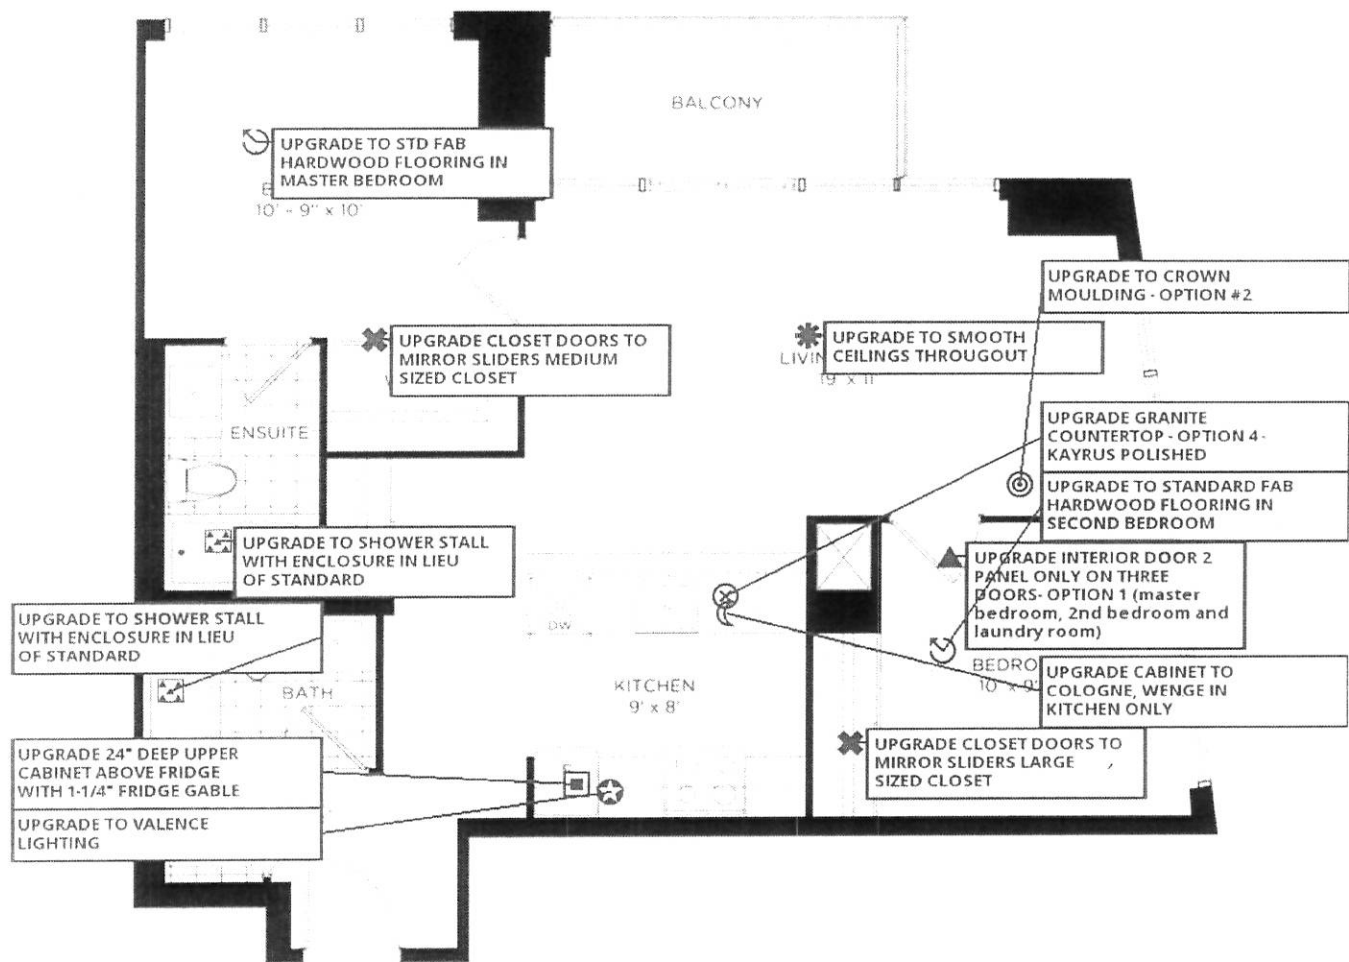 BALCONY
UPGRADE TO STD FAB
HARDWOOD FLOORING IN
MASTER BEDROOM
10' - 9" x 10'
UPGRADE TO CROWN
MOULDING - OPTION #2
UPGRADE CLOSET DOORS TO
MIRROR SLIDERS MEDIUM
SIZED CLOSET
UPGRADE TO SMOOTH
CEILINGS THROUGOUT
LIVIN
19' x 11'
UPGRADE GRANITE
COUNTERTOP - OPTION 4 -
KAYRUS POLISHED
ENSUITE
UPGRADE TO STANDARD FAB
HARDWOOD FLOORING IN
SECOND BEDROOM
UPGRADE TO SHOWER STALL
WITH ENCLOSURE IN LIEU
OF STANDARD
UPGRADE INTERIOR DOOR 2
PANEL ONLY ON THREE
DOORS- OPTION 1 (master
bedroom, 2nd bedroom and
laundry room)
UPGRADE TO SHOWER STALL
WITH ENCLOSURE IN LIEU
OF STANDARD
DW
BATH
KITCHEN
9' x 8'
BEDRO
10' x 9'
UPGRADE CABINET TO
COLOGNE, WENGE IN
KITCHEN ONLY
UPGRADE 24" DEEP UPPER
CABINET ABOVE FRIDGE
WITH 1-1/4" FRIDGE GABLE
UPGRADE CLOSET DOORS TO
MIRROR SLIDERS LARGE
SIZED CLOSET
UPGRADE TO VALENCE
LIGHTING